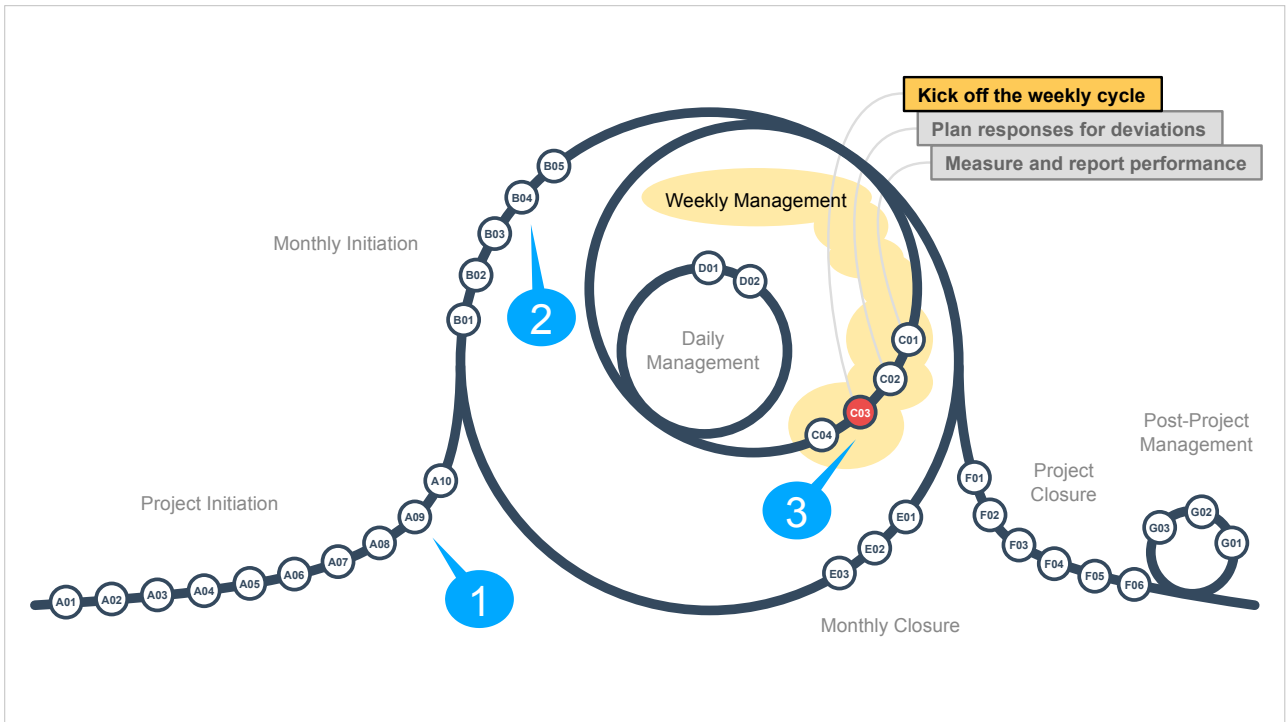 Kick off the weekly cycle
Plan responses for deviations
Measure and report performance
Weekly Management
Monthly Initiation
B05
B04
B03
B02
B01
2
D01
D02
Daily
Management
C01
C02
C03
C04
3
Project Initiation
A10
A09
A08
A07
A06
A05
A04
A03
A02
A01
1
E01
E02
E03
Monthly Closure
Project
Closure
F01
F02
F03
F04
F05
F06
Post-Project
Management
G03
G02
G01